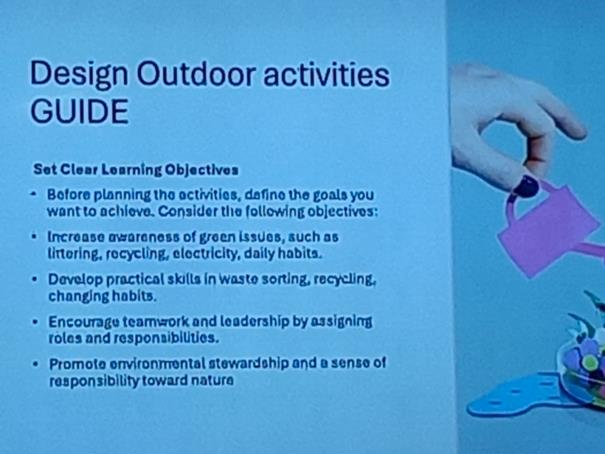 Design Outdoor activities
GUIDE
Set Clear Learning Objectives
• Before planning the activities, define the goals you
want to achieve. Consider the following objectives:
• Increase awareness of green issues, such as
littering, recycling, electricity, daily habits.
• Develop practical skills in waste sorting, recycling,
changing habits.
• Encourage teamwork and leadership by assigning
roles and responsibilities.
• Promote environmental stewardship and a sense of
responsibility toward nature